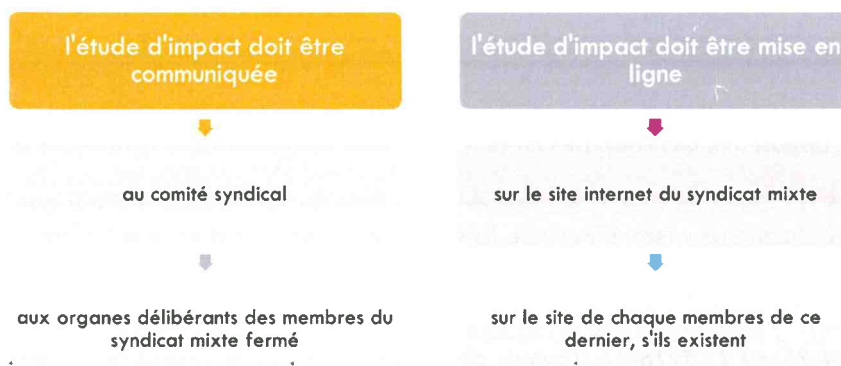 l'étude d'impact doit être
communiquée
au comité syndical
aux organes délibérants des membres du
syndicat mixte fermé
l'étude d'impact doit être mise en
ligne
sur le site internet du syndicat mixte
sur le site de chaque membres de ce
dernier, s'ils existent